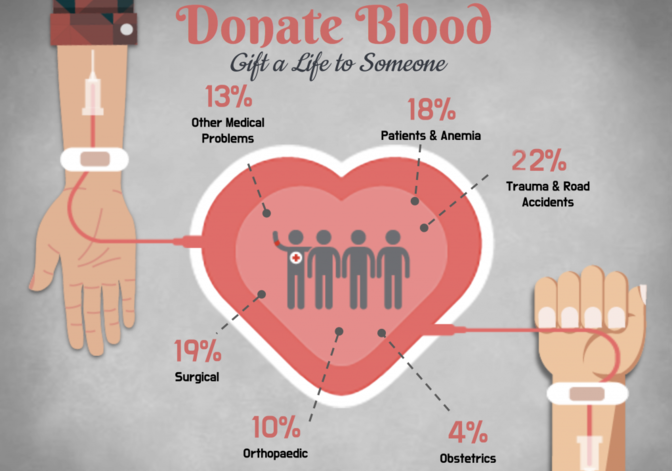 Donate Blood
Gift a Life to Someone
13%
Other Medical
Problems
18%
Patients & Anemia
22%
Trauma & Road
Accidents
19%
Surgical
10%
Orthopaedic
4%
Obstetrics